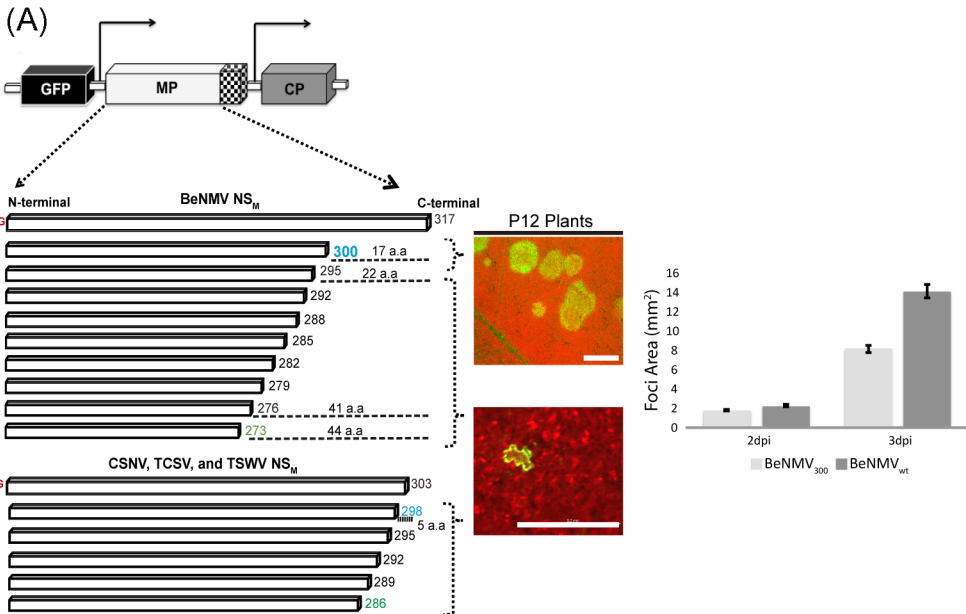 (A)
GFP
MP
CP
N-terminal
BeNMV NSM
C-terminal
G
317
300
17 a.a
295
22 a.a
292
288
285
282
279
276
41 a.a
273
44 a.a
CSNV, TCSV, and TSWV NSM
G
303
298
5 a.a
295
292
289
286
P12 Plants
Foci Area (mm²)
16
14
12
10
8
6
4
2
0
2dpi
3dpi
BeNMV300
BeNMVwt